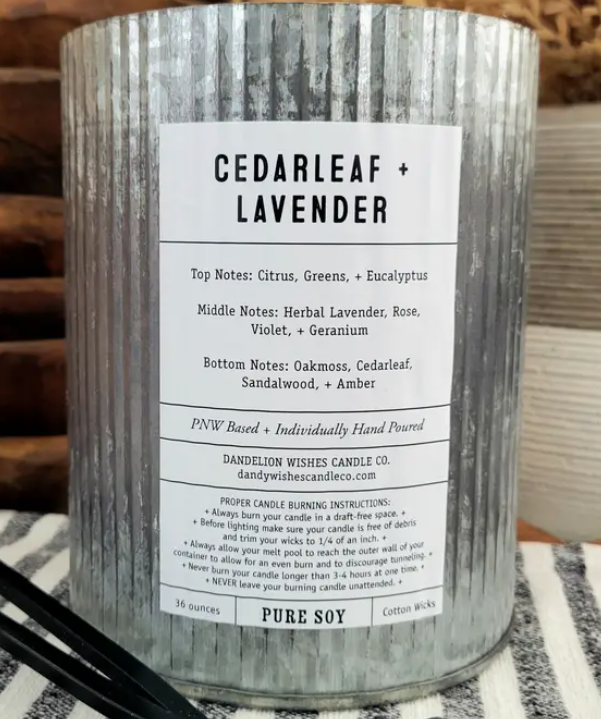 CEDARLEAF +
LAVENDER
Top Notes: Citrus, Greens, + Eucalyptus
Middle Notes: Herbal Lavender, Rose,
Violet, + Geranium
Bottom Notes: Oakmoss, Cedarleaf,
Sandalwood, + Amber
PNW Based + Individually Hand Poured
DANDELION WISHES CANDLE CO.
dandywishescandleco.com
PROPER CANDLE BURNING INSTRUCTIONS:
+ Always burn your candle in a draft-free space. +
+ Before lighting make sure your candle is free of debris
and trim your wicks to 1/4 of an inch. +
+ Always allow your melt pool to reach the outer wall of your
container to allow for an even burn and to discourage tunneling. +
+ Never burn your candle longer than 3-4 hours at one time. +
+ NEVER leave your burning candle unattended. +
36 ounces PURE SOY Cotton Wicks